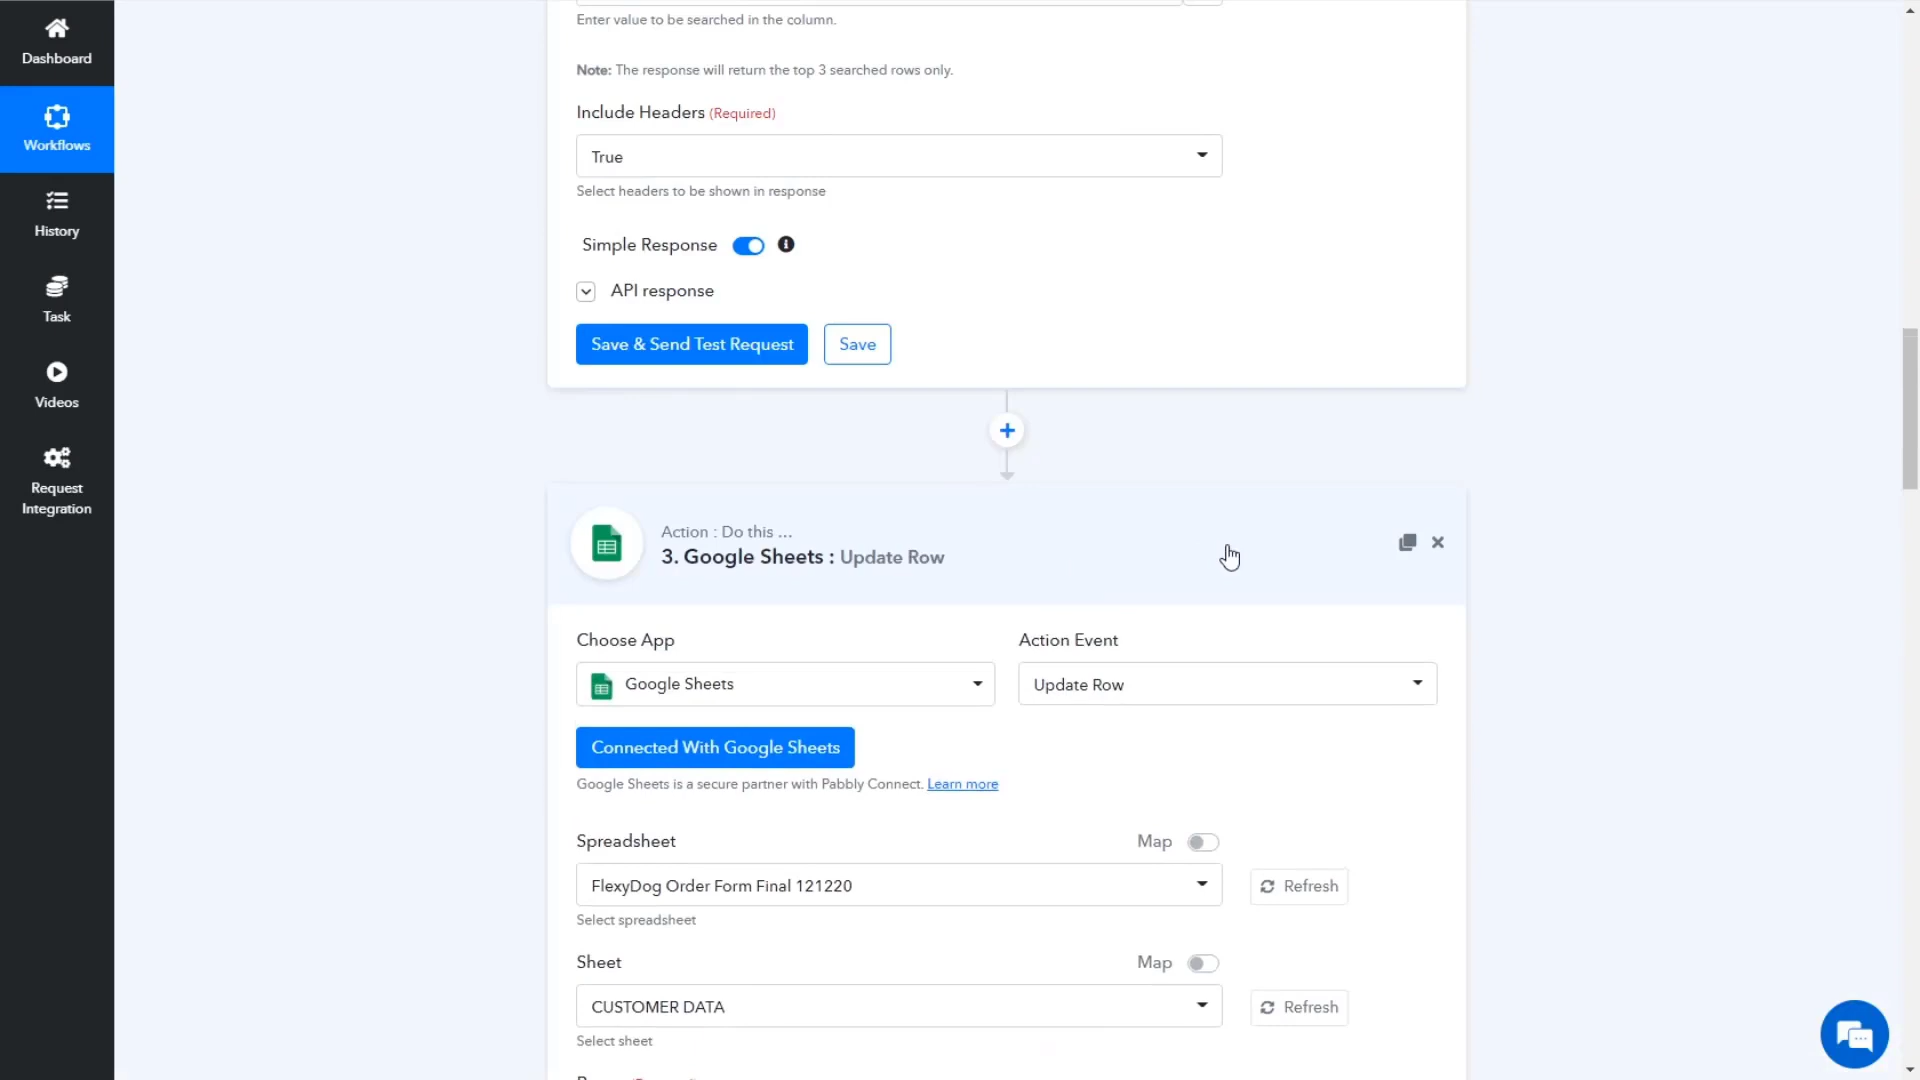 Dashboard
Workflows
History
Task
Videos
Request
Integration
Enter value to be searched in the column.
Note: The response will return the top 3 searched rows only.
Include Headers (Required)
True
Select headers to be shown in response
Simple Response
API response
Save & Send Test Request
Save
Action : Do this ...
3. Google Sheets : Update Row
Choose App
Action Event
Google Sheets
Update Row
Connected With Google Sheets
Google Sheets is a secure partner with Pabbly Connect. Learn more
Spreadsheet
Map
FlexyDog Order Form Final 121220
Refresh
Select spreadsheet
Sheet
Map
CUSTOMER DATA
Refresh
Select sheet